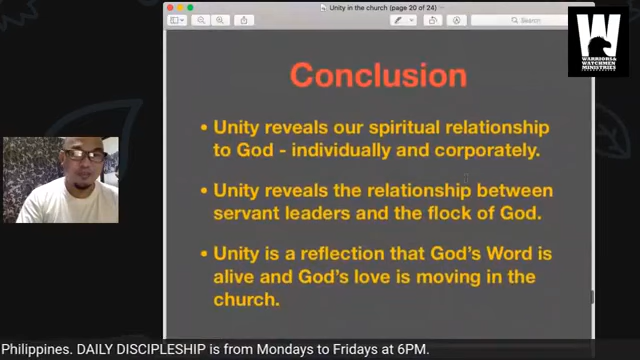 Unity in the church (page 20 of 24)
Search
WARRIORS &
WATCHMEN
MINISTRIES
Conclusion
• Unity reveals our spiritual relationship
to God - individually and corporately.
• Unity reveals the relationship between
servant leaders and the flock of God.
• Unity is a reflection that God's Word is
alive and God's love is moving in the
church.
Philippines. DAILY DISCIPLESHIP is from Mondays to Fridays at 6PM.